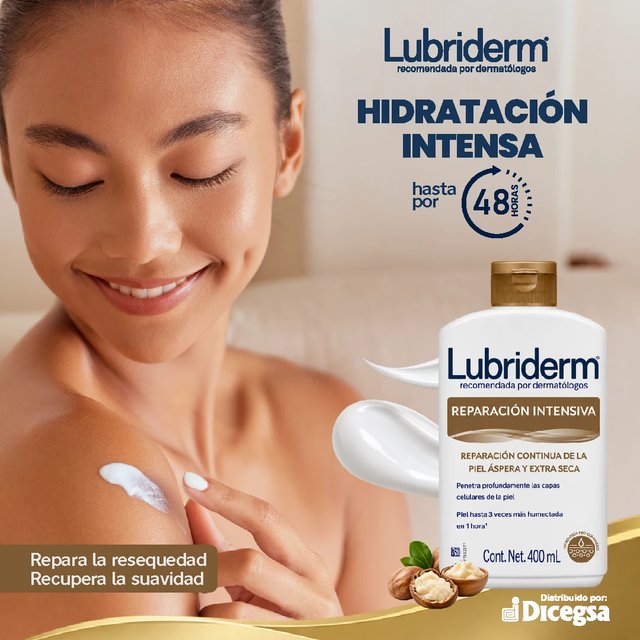 Lubriderm®
recomendada por dermatólogos
HIDRATACIÓN
INTENSA
hasta
por
48 HORAS
Lubriderm®
recomendada por dermatólogos
REPARACIÓN INTENSIVA
REPARACIÓN CONTINUA DE LA
PIEL ÁSPERA Y EXTRA SECA
Penetra profundamente las capas
celulares de la piel
Piel hasta 3 veces más humectada
en 1 hora*
Cont. Net. 400 mL
Repara la resequedad
Recupera la suavidad
Distribuido por:
Dicegsa